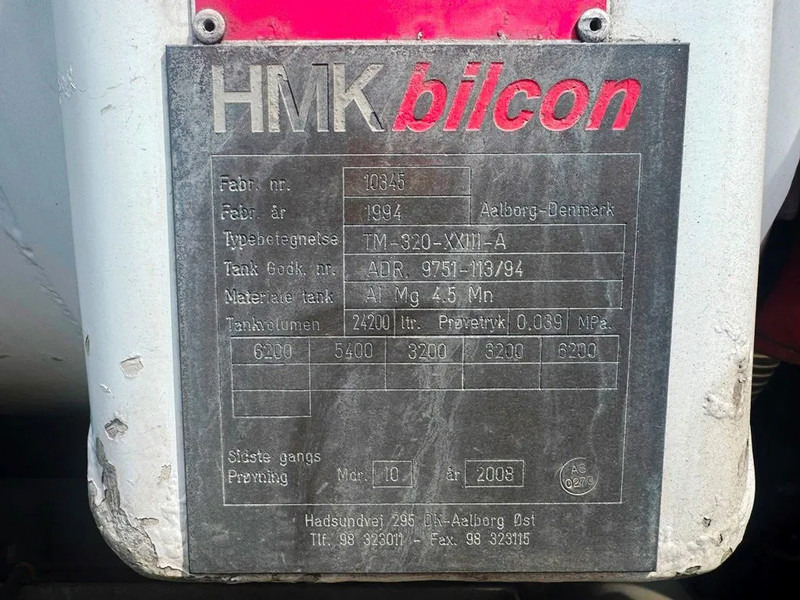 HMK bilcon
Fabr. nr. 10345
Fabr. år 1994 Aalborg-Denmark
Typebetegnelse TM-320-XXIII-A
Tank Godk. nr. ADR. 9751-113/94
Materiale tank Al Mg 4.5 Mn
Tankvolumen 24200 ltr. Prøvetryk 0,039 MPa.
6200 5400 3200 3200 6200
Sidste gangs
Prøvning Mdr. 10 år 2008
AG
0279
Hadsundvej 295 DK-Aalborg Øst
Tlf. 98 323011 - Fax. 98 323115